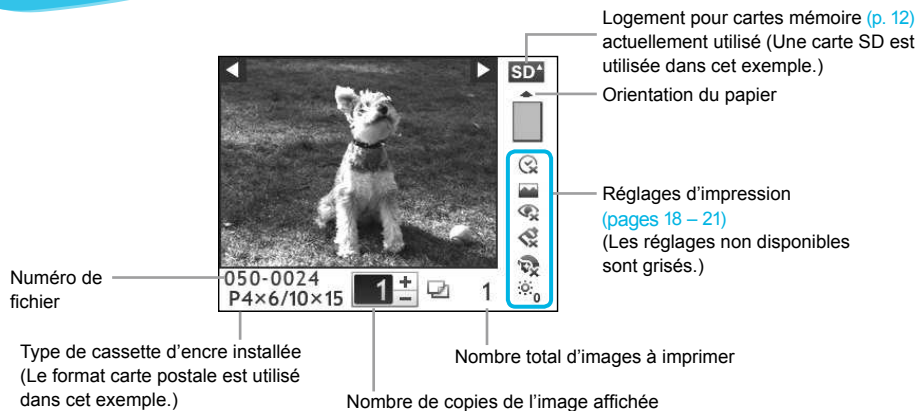 Logement pour cartes mémoire (p. 12)
actuellement utilisé (Une carte SD est
utilisée dans cet exemple.)
SD
Orientation du papier
Réglages d'impression
(pages 18 – 21)
(Les réglages non disponibles
sont grisés.)
Numéro de
fichier
050-0024
P4×6/10×15
1 + −
1
0
Type de cassette d'encre installée
(Le format carte postale est utilisé
dans cet exemple.)
Nombre total d'images à imprimer
Nombre de copies de l'image affichée